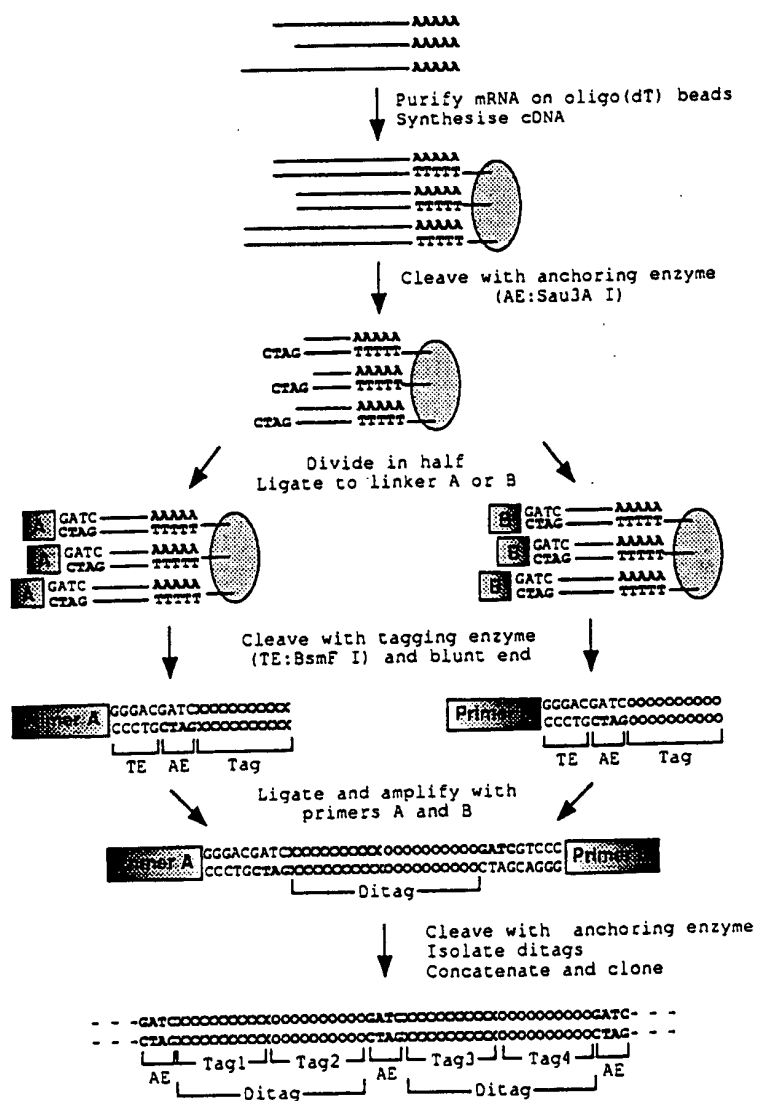 AAAAA
AAAAA
AAAAA
Purify mRNA on oligo(dT) beads
Synthesise cDNA
AAAAA
TTTTT
AAAAA
TTTTT
AAAAA
TTTTT
Cleave with anchoring enzyme
(AE:Sau3A I)
AAAAA
CTAG TTTTT
AAAAA
CTAG TTTTT
AAAAA
CTAG TTTTT
Divide in half
Ligate to linker A or B
A GATC AAAAA
CTAG TTTTT
A GATC AAAAA
CTAG TTTTT
A GATC AAAAA
CTAG TTTTT
B GATC AAAAA
CTAG TTTTT
B GATC AAAAA
CTAG TTTTT
B GATC AAAAA
CTAG TTTTT
Cleave with tagging enzyme
(TE:BsmF I) and blunt end
Primer A GGGACGATCXXXXXXXXXX
CCCTGCTAGXXXXXXXXXX
TE AE Tag
Primer GGGACGATCOOOOOOOOOO
CCCTGCTAGOOOOOOOOOO
TE AE Tag
Ligate and amplify with
primers A and B
Primer A GGGACGATCXXXXXXXXXXOOOOOOOOOOGATCGTCCC Primer
CCCTGCTAGXXXXXXXXXXOOOOOOOOOOCTAGCAGGG
Ditag
Cleave with anchoring enzyme
Isolate ditags
Concatenate and clone
- - -GATCXXXXXXXXXXOOOOOOOOOOGATCXXXXXXXXXXOOOOOOOOOOGATC- - -
- - -CTAGXXXXXXXXXXOOOOOOOOOOCTAGXXXXXXXXXXOOOOOOOOOOCTAG- - -
AE Tag1 Tag2 AE Tag3 Tag4 AE
Ditag Ditag